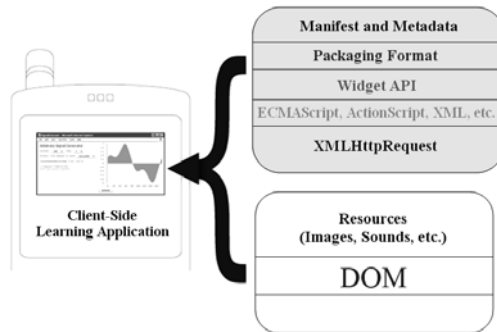 Manifest and Metadata
Packaging Format
Widget API
ECMAScript, ActionScript, XML, etc.
XMLHttpRequest
Client-Side
Learning Application
Resources
(Images, Sounds, etc.)
DOM